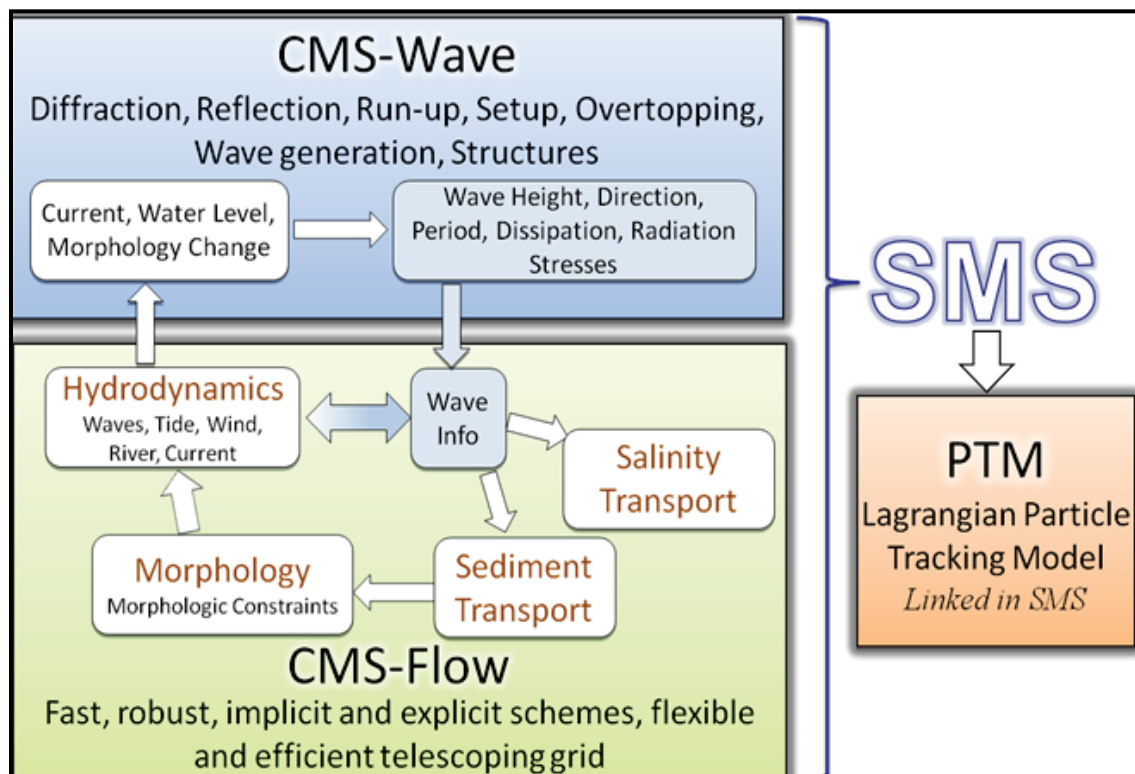 CMS-Wave
Diffraction, Reflection, Run-up, Setup, Overtopping,
Wave generation, Structures
Current, Water Level,
Morphology Change
Wave Height, Direction,
Period, Dissipation, Radiation
Stresses
Hydrodynamics
Waves, Tide, Wind,
River, Current
Wave
Info
Salinity
Transport
Morphology
Morphologic Constraints
Sediment
Transport
CMS-Flow
Fast, robust, implicit and explicit schemes, flexible
and efficient telescoping grid
SMS
PTM
Lagrangian Particle
Tracking Model
Linked in SMS